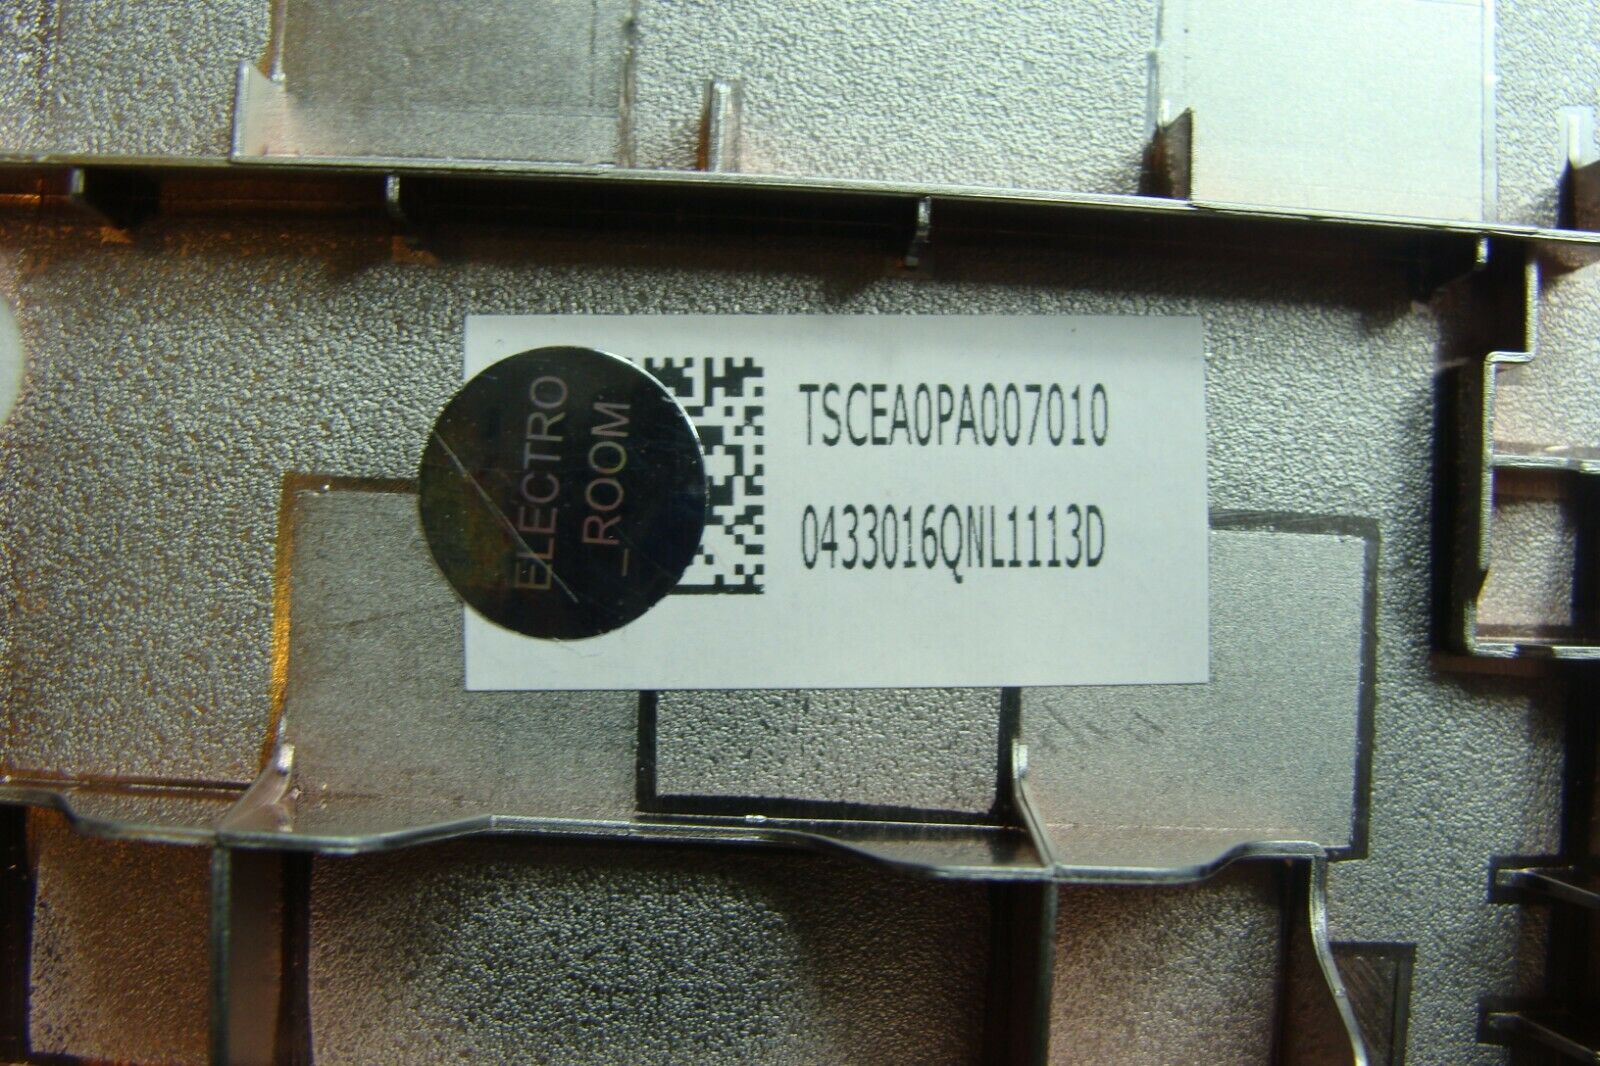 ELECTRO
_ROOM
TSCEA0PA007010
0433016QNL1113D